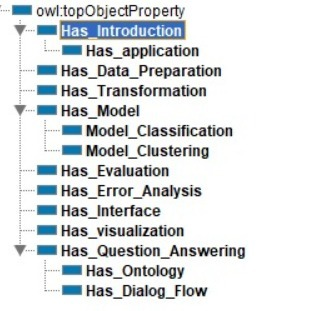 owl:topObjectProperty
Has_Introduction
Has_application
Has_Data_Preparation
Has_Transformation
Has_Model
Model_Classification
Model_Clustering
Has_Evaluation
Has_Error_Analysis
Has_Interface
Has_visualization
Has_Question_Answering
Has_Ontology
Has_Dialog_Flow